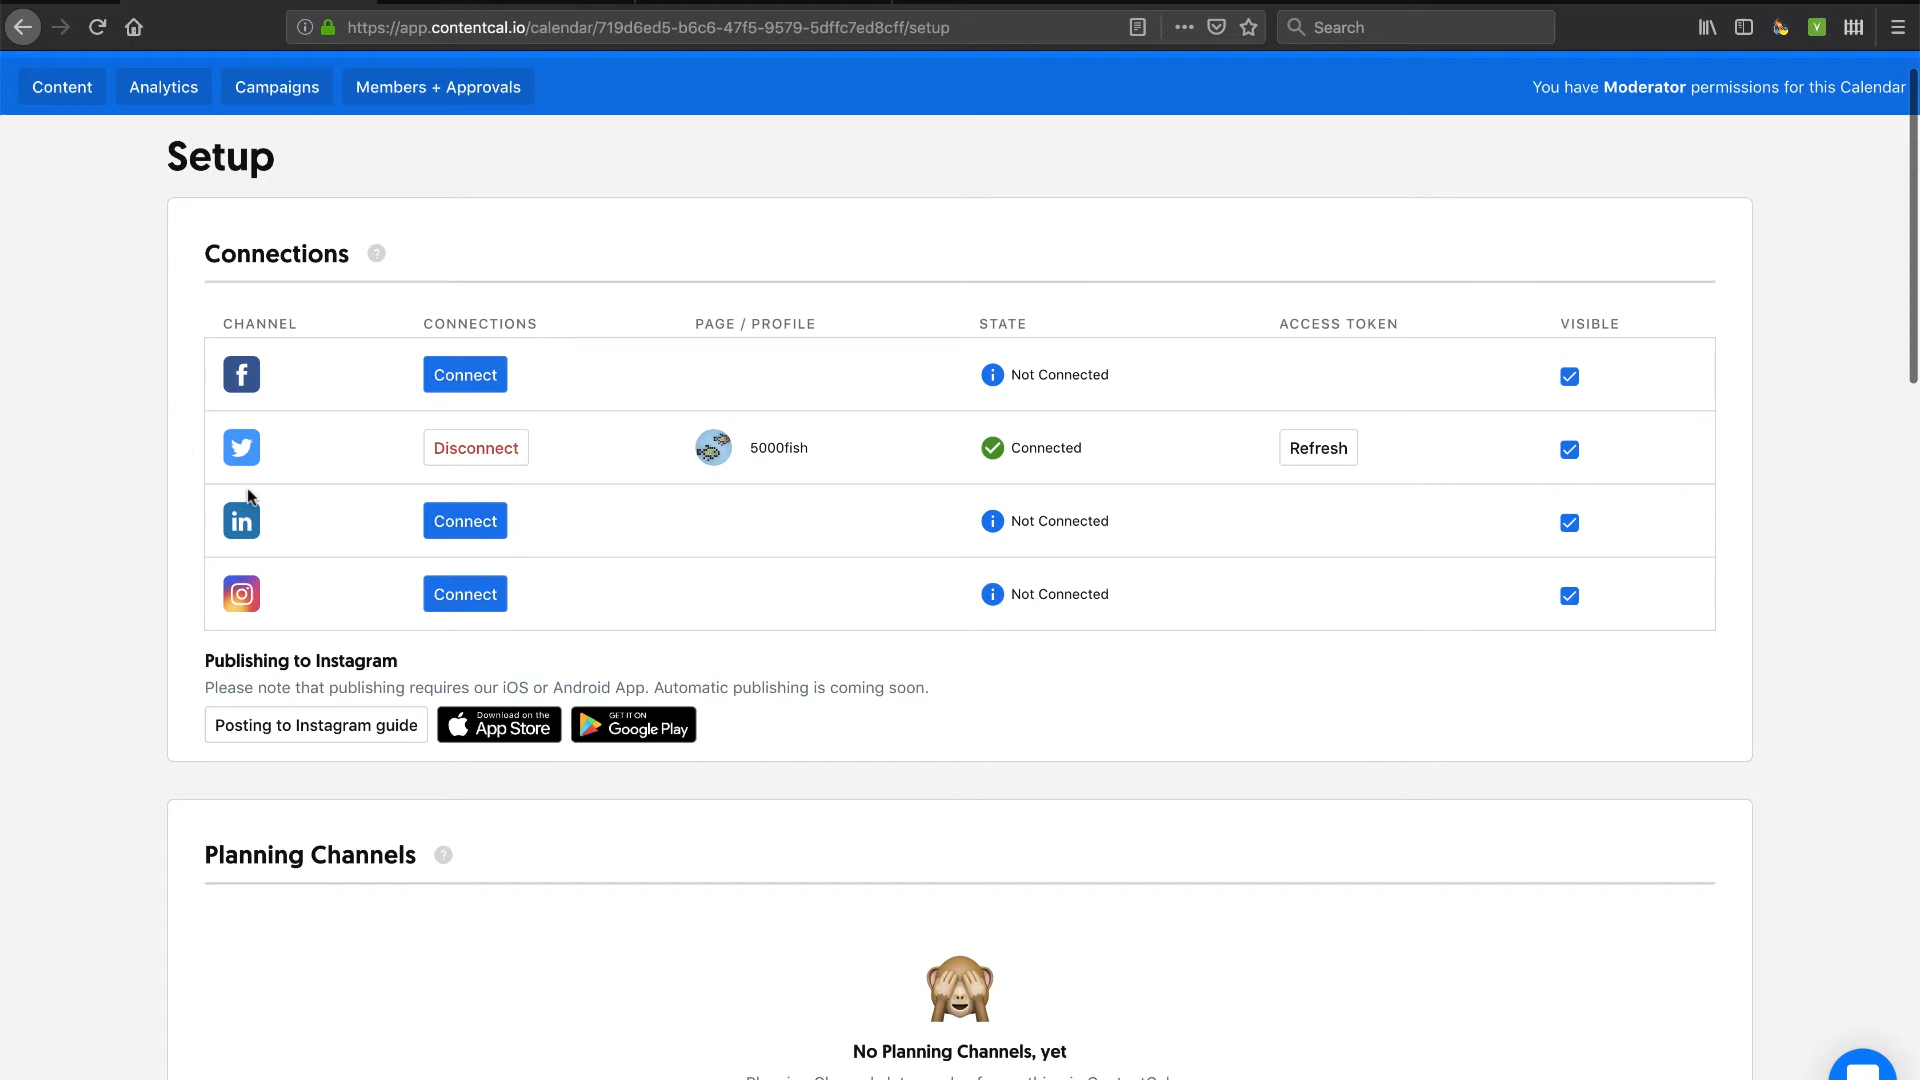 https://app.contentcal.io/calendar/719d6ed5-b6c6-47f5-9579-5dffc7ed8cff/setup
Search
Content
Analytics
Campaigns
Members + Approvals
You have Moderator permissions for this Calendar
Setup
Connections ?
CHANNEL CONNECTIONS PAGE / PROFILE STATE ACCESS TOKEN VISIBLE
Connect Not Connected
Disconnect 5000fish Connected Refresh
in Connect Not Connected
Connect Not Connected
Publishing to Instagram
Please note that publishing requires our iOS or Android App. Automatic publishing is coming soon.
Posting to Instagram guide
Download on the
App Store
GET IT ON
Google Play
Planning Channels ?
No Planning Channels, yet